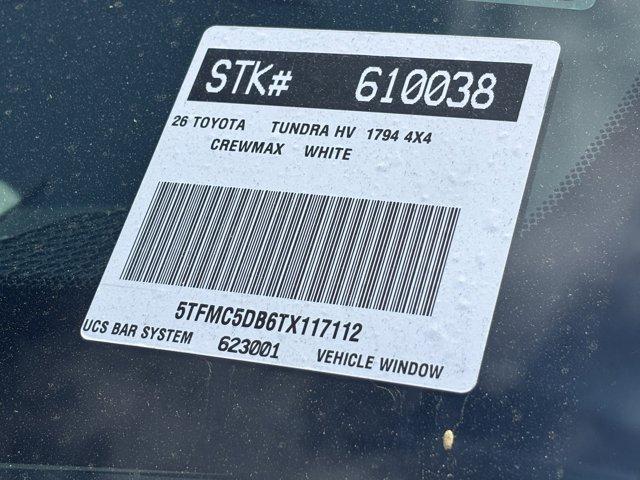 STK# 610038
26 TOYOTA TUNDRA HV 1794 4X4
CREWMAX WHITE
5TFMC5DB6TX117112
UCS BAR SYSTEM 623001 VEHICLE WINDOW